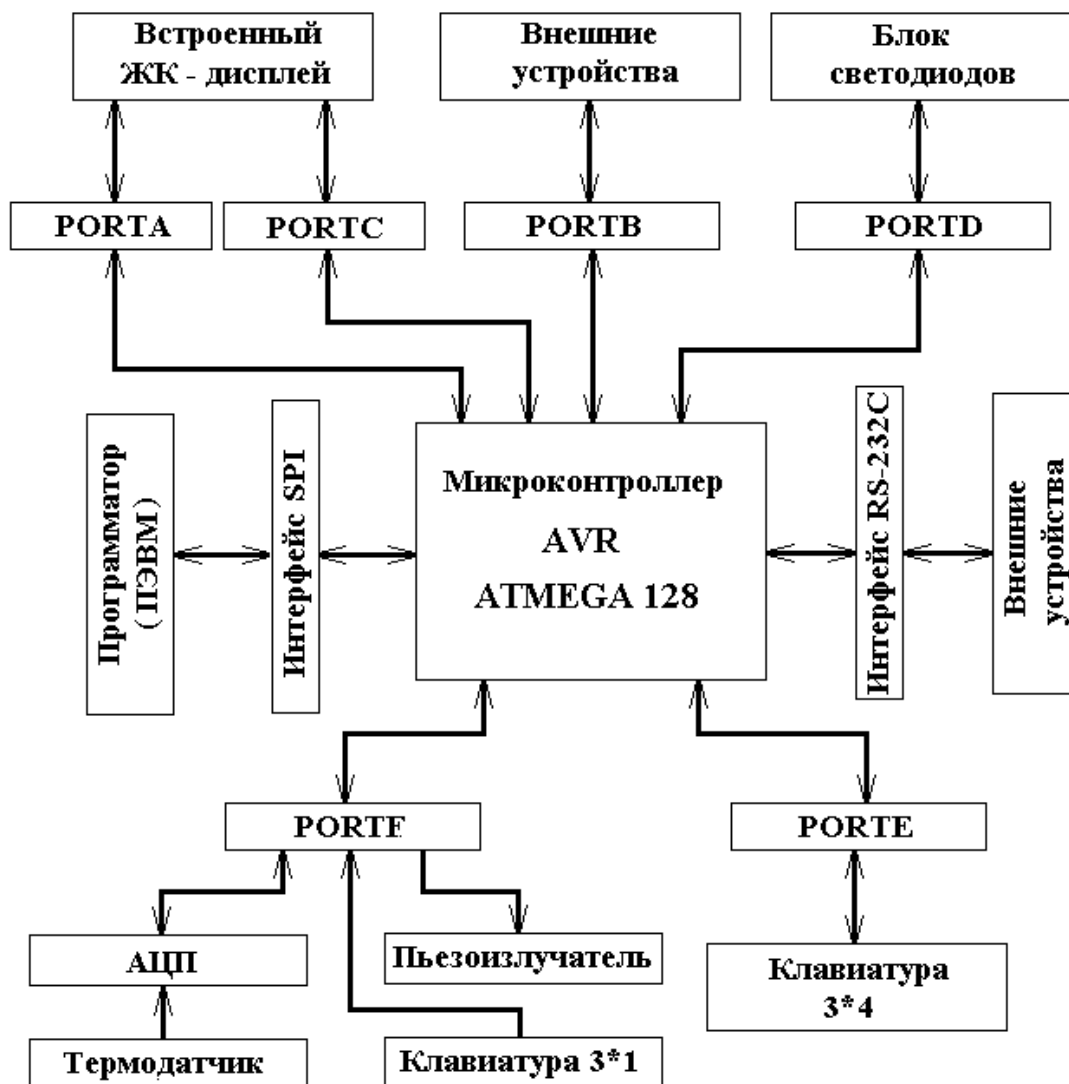 Встроенный
ЖК - дисплей
Внешние
устройства
Блок
светодиодов
PORTA
PORTC
PORTB
PORTD
Программатор
(ПЭВМ)
Интерфейс SPI
Микроконтроллер
AVR
ATMEGA 128
Интерфейс RS-232C
Внешние
устройства
PORTF
PORTE
АЦП
Пьезоизлучатель
Клавиатура
3*4
Термодатчик
Клавиатура 3*1